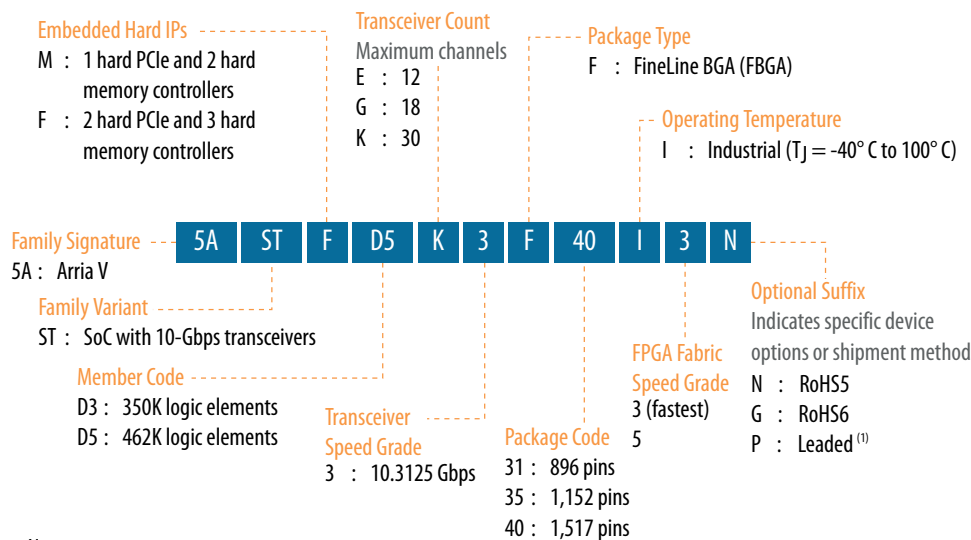 Embedded Hard IPs
M : 1 hard PCIe and 2 hard
memory controllers
F : 2 hard PCIe and 3 hard
memory controllers
Transceiver Count
Maximum channels
E : 12
G : 18
K : 30
Package Type
F : FineLine BGA (FBGA)
Operating Temperature
I : Industrial (TJ = -40° C to 100° C)
Family Signature
5A : Arria V
5A ST F D5 K 3 F 40 I 3 N
Family Variant
ST : SoC with 10-Gbps transceivers
Member Code
D3 : 350K logic elements
D5 : 462K logic elements
Transceiver
Speed Grade
3 : 10.3125 Gbps
Package Code
31 : 896 pins
35 : 1,152 pins
40 : 1,517 pins
FPGA Fabric
Speed Grade
3 (fastest)
5
Optional Suffix
Indicates specific device
options or shipment method
N : RoHS5
G : RoHS6
P : Leaded (1)